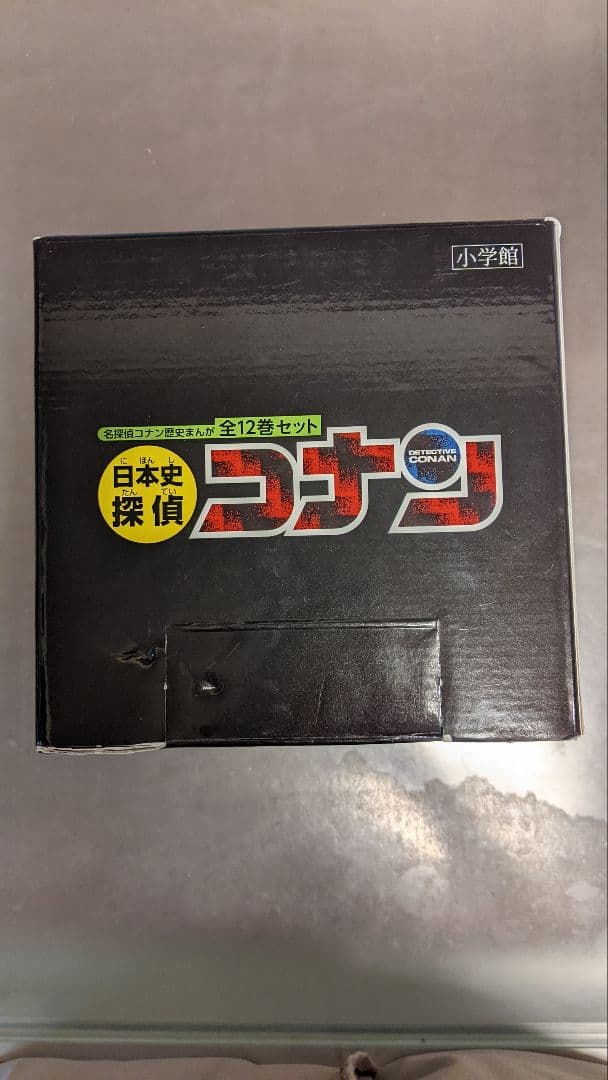 小学館
名探偵コナン歴史まんが 全12巻セット
にほんし
日本史
たんてい
探偵
コナン
DETECTIVE
CONAN